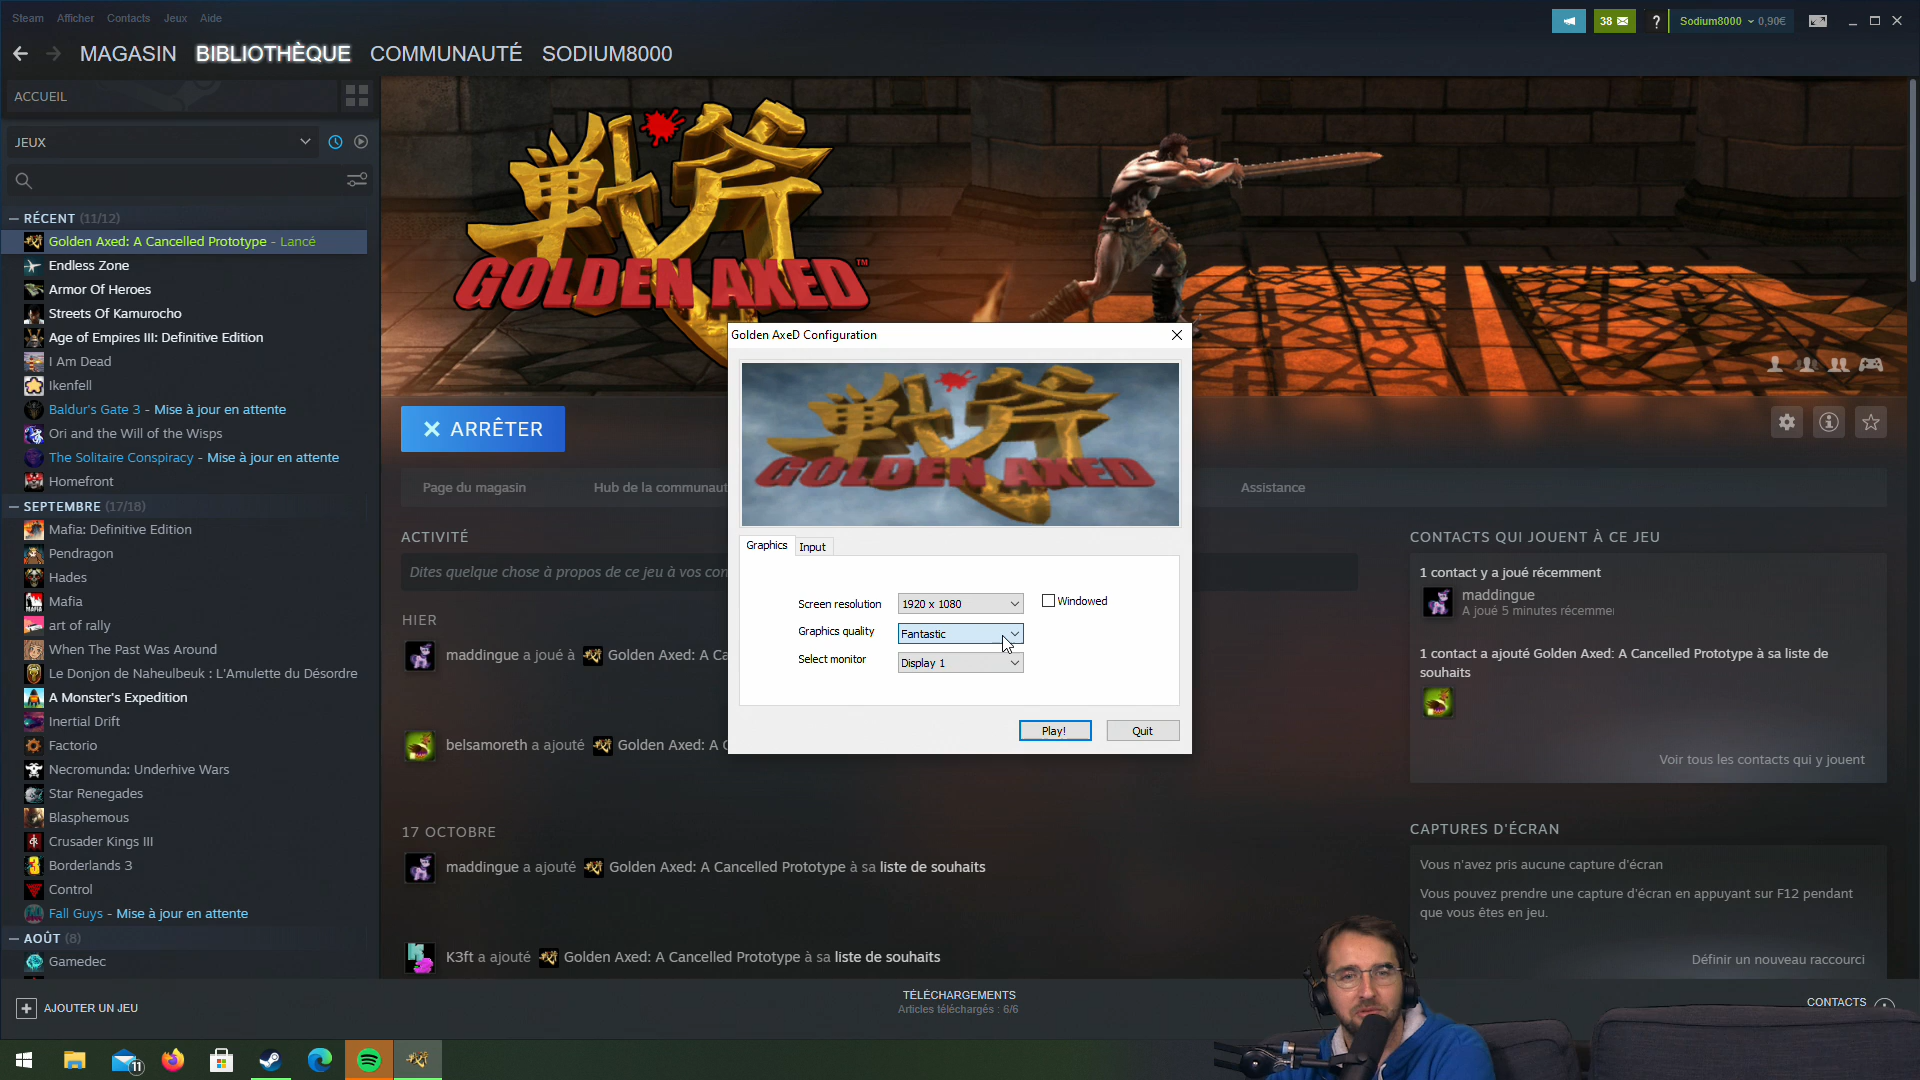 Steam Afficher Contacts Jeux Aide
38
?
Sodium8000 0,90€
MAGASIN BIBLIOTHÈQUE COMMUNAUTÉ SODIUM8000
ACCUEIL
JEUX
RÉCENT (11/12)
Golden Axed: A Cancelled Prototype - Lancé
Endless Zone
Armor Of Heroes
Streets Of Kamurocho
Age of Empires III: Definitive Edition
I Am Dead
Ikenfell
Baldur's Gate 3 - Mise à jour en attente
Ori and the Will of the Wisps
The Solitaire Conspiracy - Mise à jour en attente
Homefront
SEPTEMBRE (17/18)
Mafia: Definitive Edition
Pendragon
Hades
Mafia
art of rally
When The Past Was Around
Le Donjon de Naheulbeuk : L'Amulette du Désordre
A Monster's Expedition
Inertial Drift
Factorio
Necromunda: Underhive Wars
Star Renegades
Blasphemous
Crusader Kings III
Borderlands 3
Control
Fall Guys - Mise à jour en attente
AOÛT (8)
Gamedec
AJOUTER UN JEU
戦斧
GOLDEN AXED™
ARRÊTER
Page du magasin
Hub de la communaut
Assistance
ACTIVITÉ
Dites quelque chose à propos de ce jeu à vos con
HIER
maddingue a joué à Golden Axed: A Ca
belsamoreth a ajouté Golden Axed: A C
17 OCTOBRE
maddingue a ajouté Golden Axed: A Cancelled Prototype à sa liste de souhaits
K3ft a ajouté Golden Axed: A Cancelled Prototype à sa liste de souhaits
Golden AxeD Configuration
戦斧
GOLDEN AXED
Graphics Input
Screen resolution 1920 x 1080 Windowed
Graphics quality Fantastic
Select monitor Display 1
Play! Quit
CONTACTS QUI JOUENT À CE JEU
1 contact y a joué récemment
maddingue
A joué 5 minutes récemmen
1 contact a ajouté Golden Axed: A Cancelled Prototype à sa liste de
souhaits
Voir tous les contacts qui y jouent
CAPTURES D'ÉCRAN
Vous n'avez pris aucune capture d'écran
Vous pouvez prendre une capture d'écran en appuyant sur F12 pendant
que vous êtes en jeu.
Définir un nouveau raccourci
TÉLÉCHARGEMENTS
Articles téléchargés : 6/6
CONTACTS
11